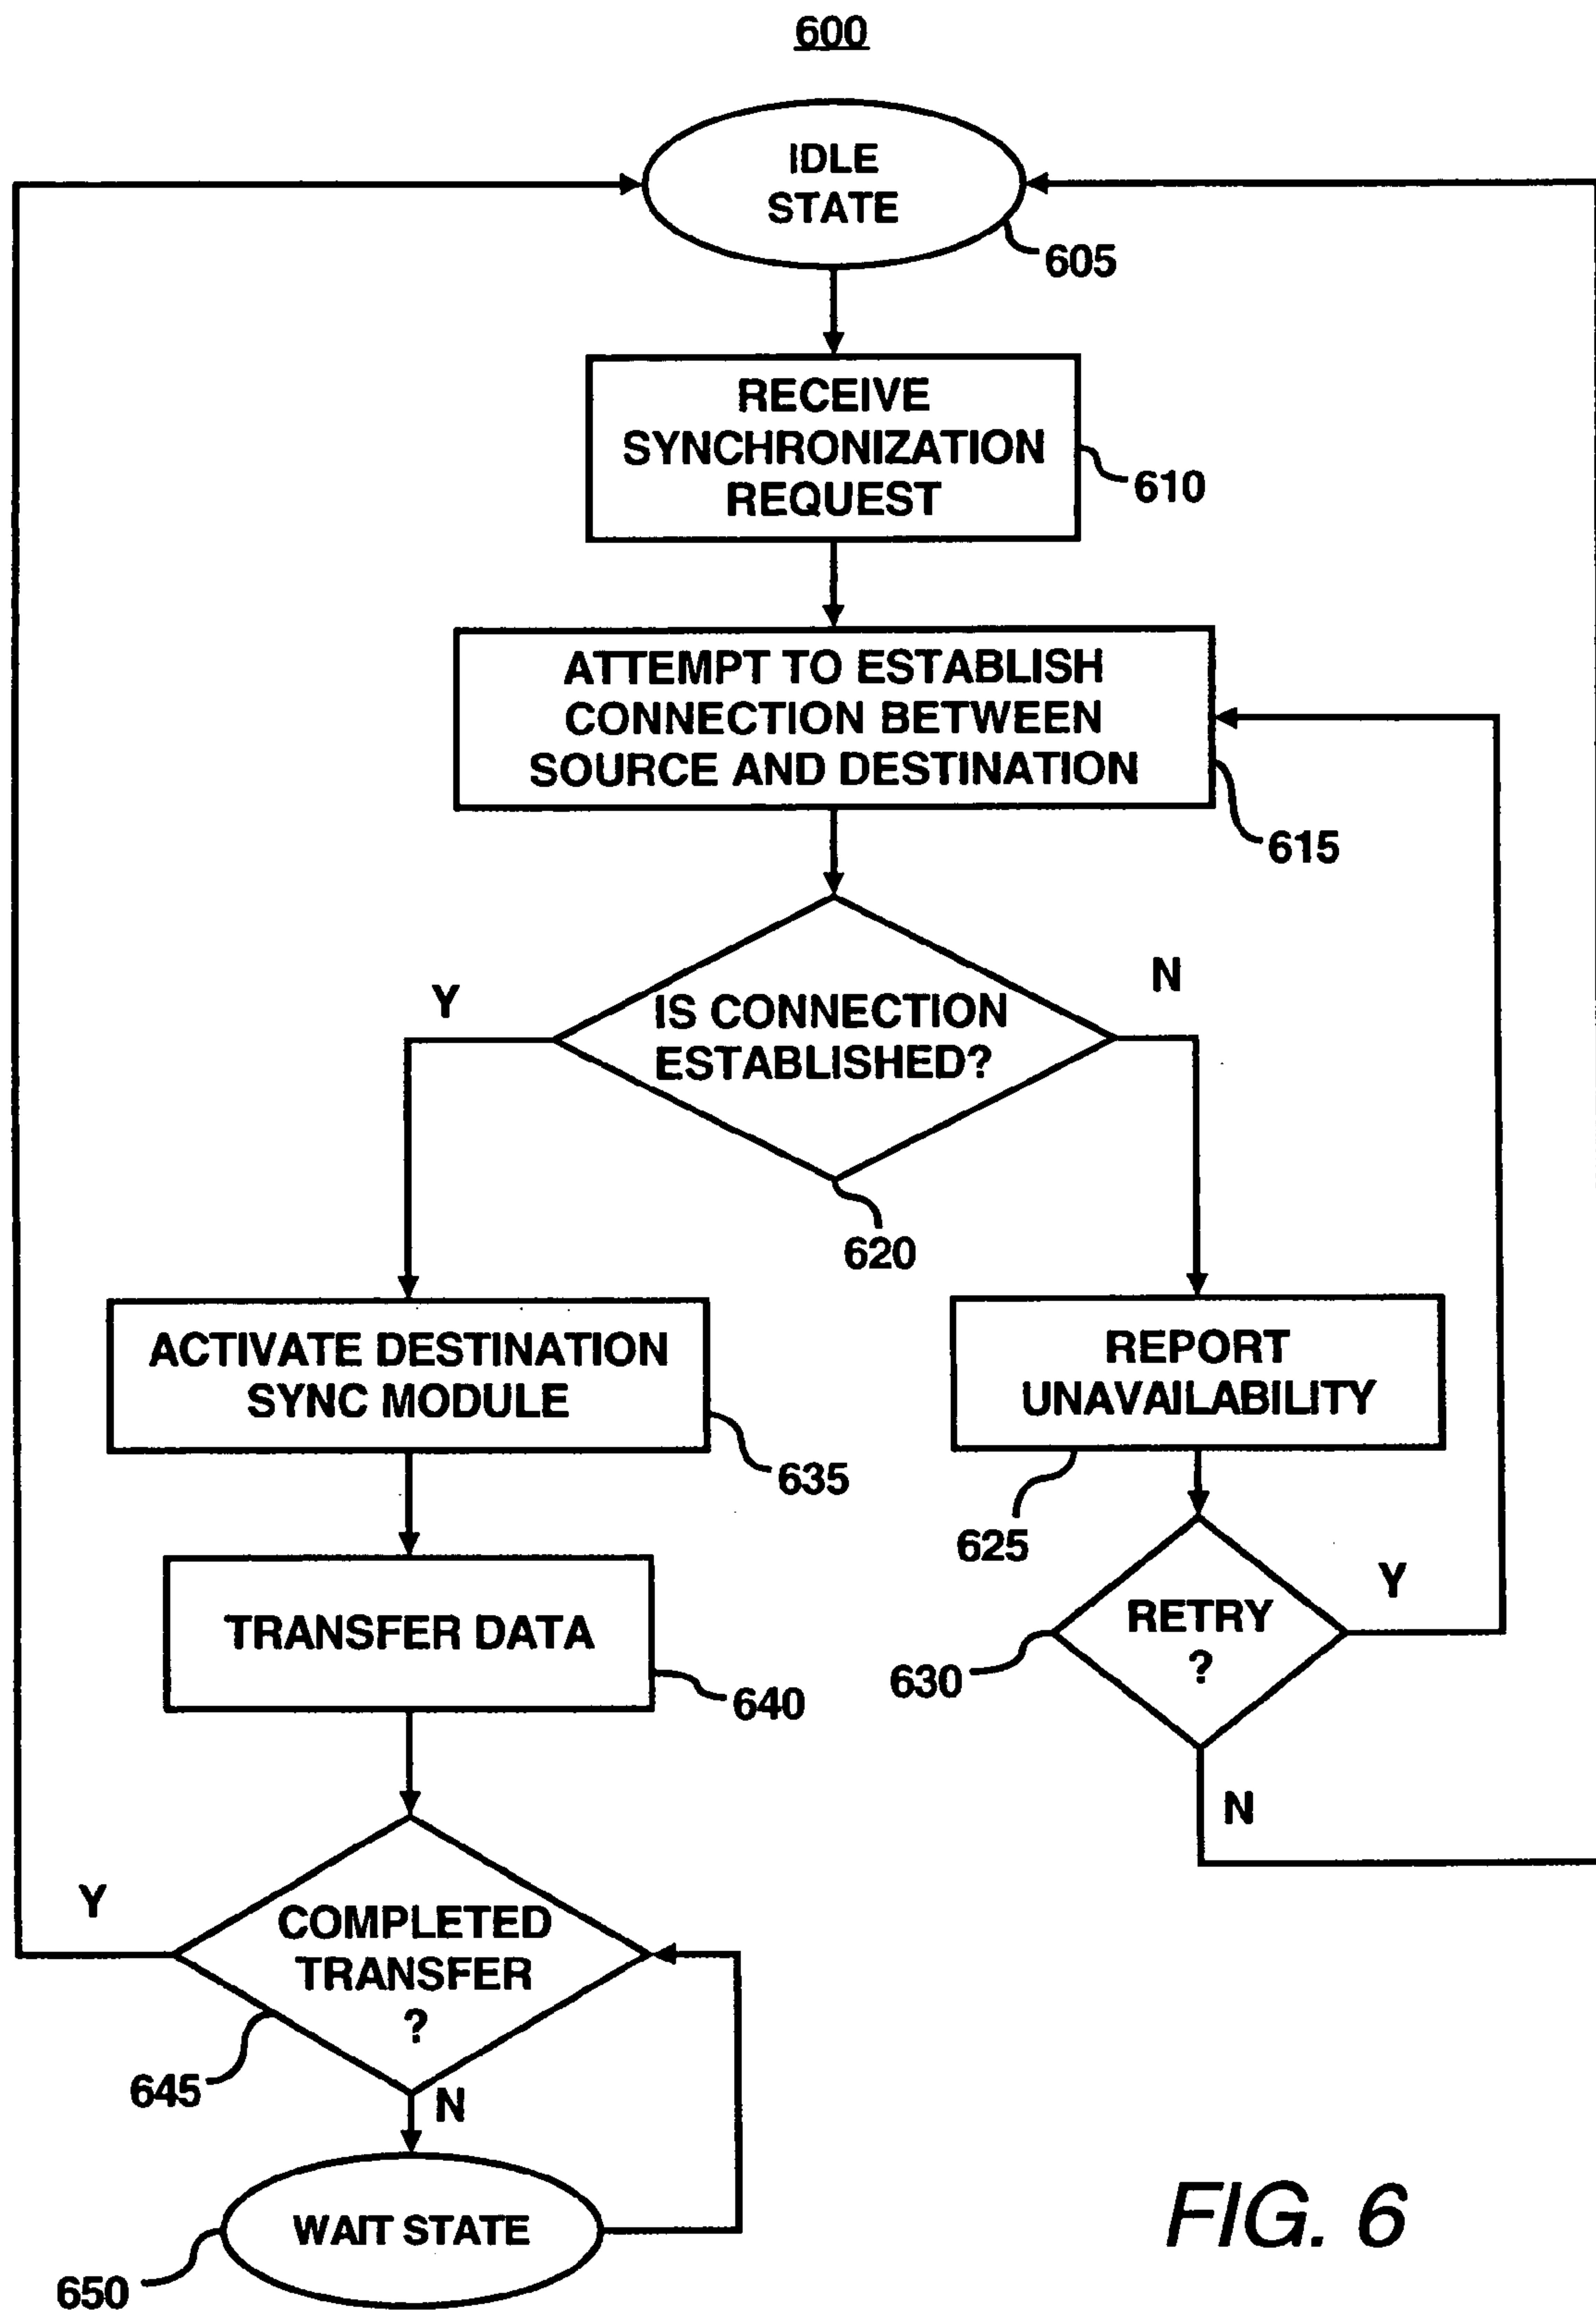 600
IDLE
STATE
605
RECEIVE
SYNCHRONIZATION
REQUEST
610
ATTEMPT TO ESTABLISH
CONNECTION BETWEEN
SOURCE AND DESTINATION
615
Y
N
IS CONNECTION
ESTABLISHED?
620
ACTIVATE DESTINATION
SYNC MODULE
635
REPORT
UNAVAILABILITY
625
TRANSFER DATA
640
RETRY
?
Y
630
N
Y
COMPLETED
TRANSFER
?
645
N
WAIT STATE
650
FIG. 6